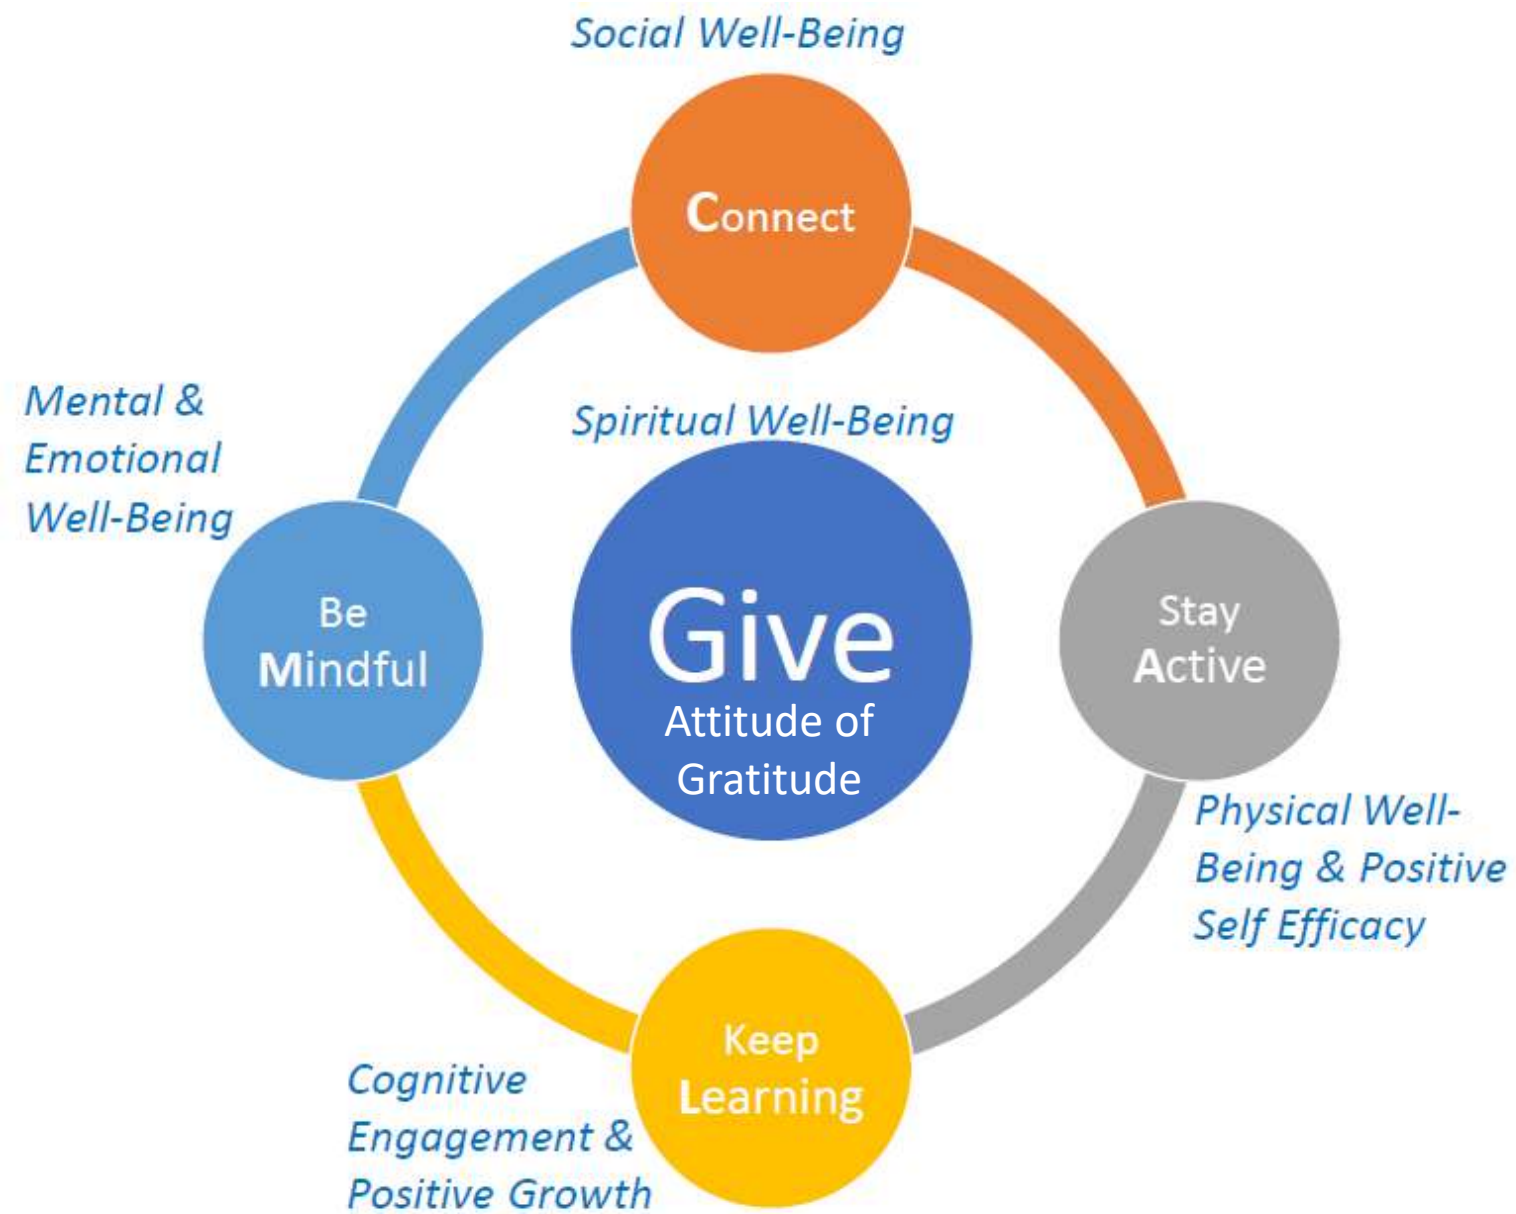 Social Well-Being
Connect
Mental &
Emotional
Well-Being
Spiritual Well-Being
Be
Mindful
Give
Attitude of
Gratitude
Stay
Active
Physical Well-
Being & Positive
Self Efficacy
Keep
Learning
Cognitive
Engagement &
Positive Growth